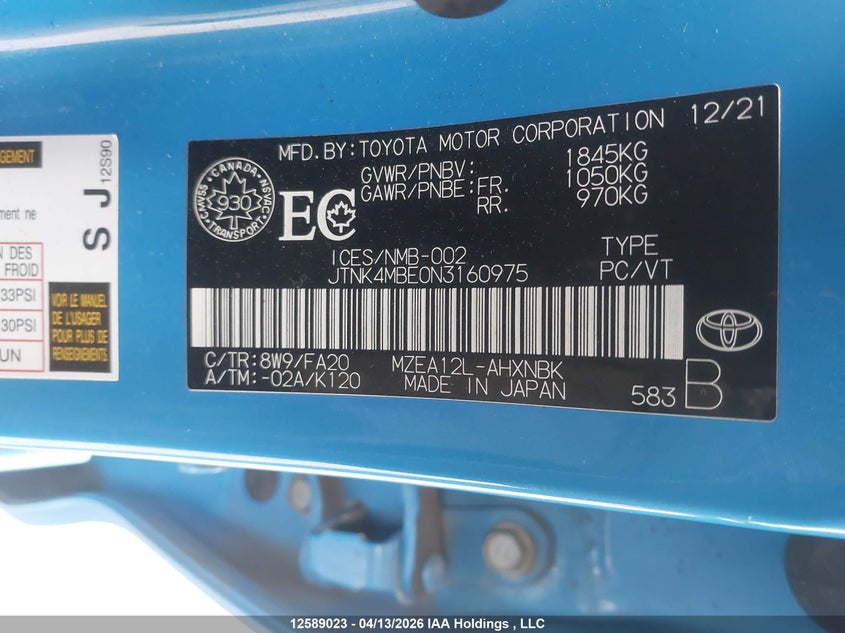 GEMENT
ement ne
N DES
FROID
33PSI
30PSI
UN
S J
12S90
VOIR LE MANUEL
DE L'USAGER
POUR PLUS DE
RENSEIGNEMENTS
MFD.BY:TOYOTA MOTOR CORPORATION 12/21
GVWR/PNBV: 1845KG
GAWR/PNBE:FR. 1050KG
RR. 970KG
CANADA
CMVSS NSVAC
930
TRANSPORT
EC
ICES/NMB-002
JTNK4MBE0N3160975
TYPE
PC/VT
C/TR:8W9/FA20 MZEA12L-AHXNBK
A/TM:-02A/K120 MADE IN JAPAN
583 B
12589023 - 04/13/2026 IAA Holdings , LLC